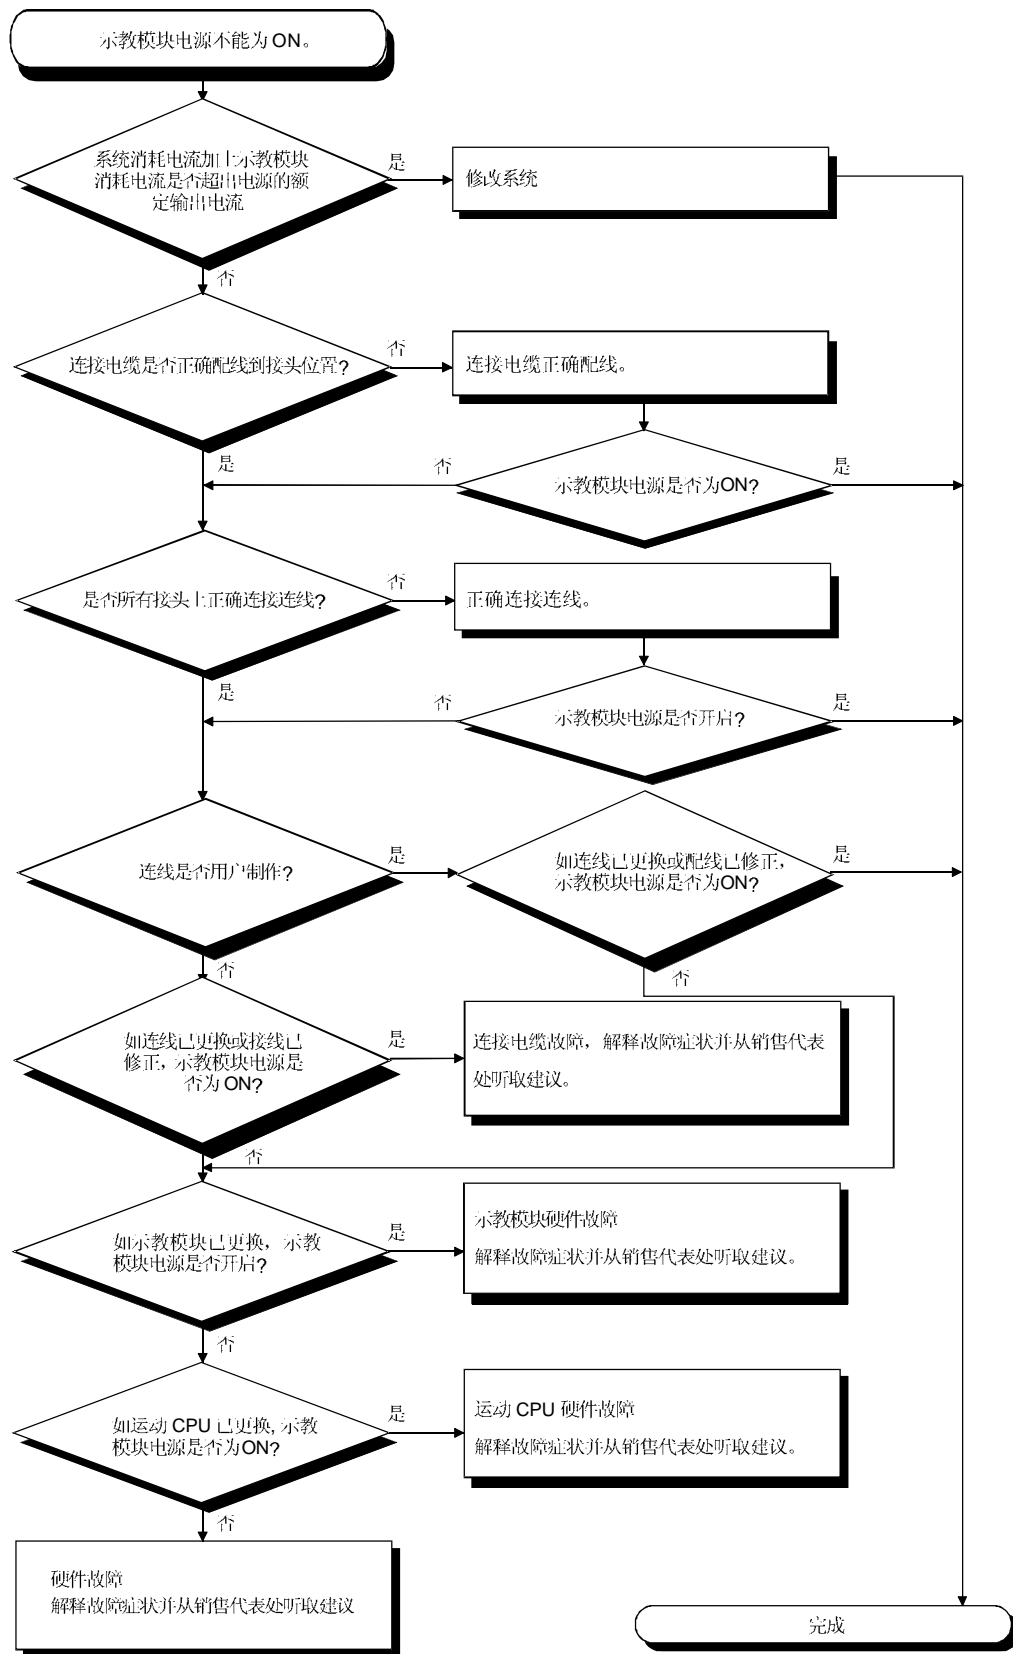 示教模块电源不能为 ON。
系统消耗电流加上示教模块
消耗电流是否超出电源的额
定输出电流
是
修改系统
否
连接电缆是否正确配线到接头位置?
否
连接电缆正确配线。
是
否
示教模块电源是否为ON?
是
是否所有接头上正确连接连线?
否
正确连接连线。
是
否
示教模块电源是否开启?
是
连线是否用户制作?
是
如连线已更换或配线已修正,
示教模块电源是否为ON?
是
否
否
如连线已更换或接线已
修正, 示教模块电源是
否为 ON?
是
连接电缆故障, 解释故障症状并从销售代表
处听取建议。
否
如示教模块已更换, 示教
模块电源是否开启?
是
示教模块硬件故障
解释故障症状并从销售代表处听取建议。
否
如运动 CPU 已更换, 示教
模块电源是否为ON?
是
运动 CPU 硬件故障
解释故障症状并从销售代表处听取建议。
否
硬件故障
解释故障症状并从销售代表处听取建议
完成